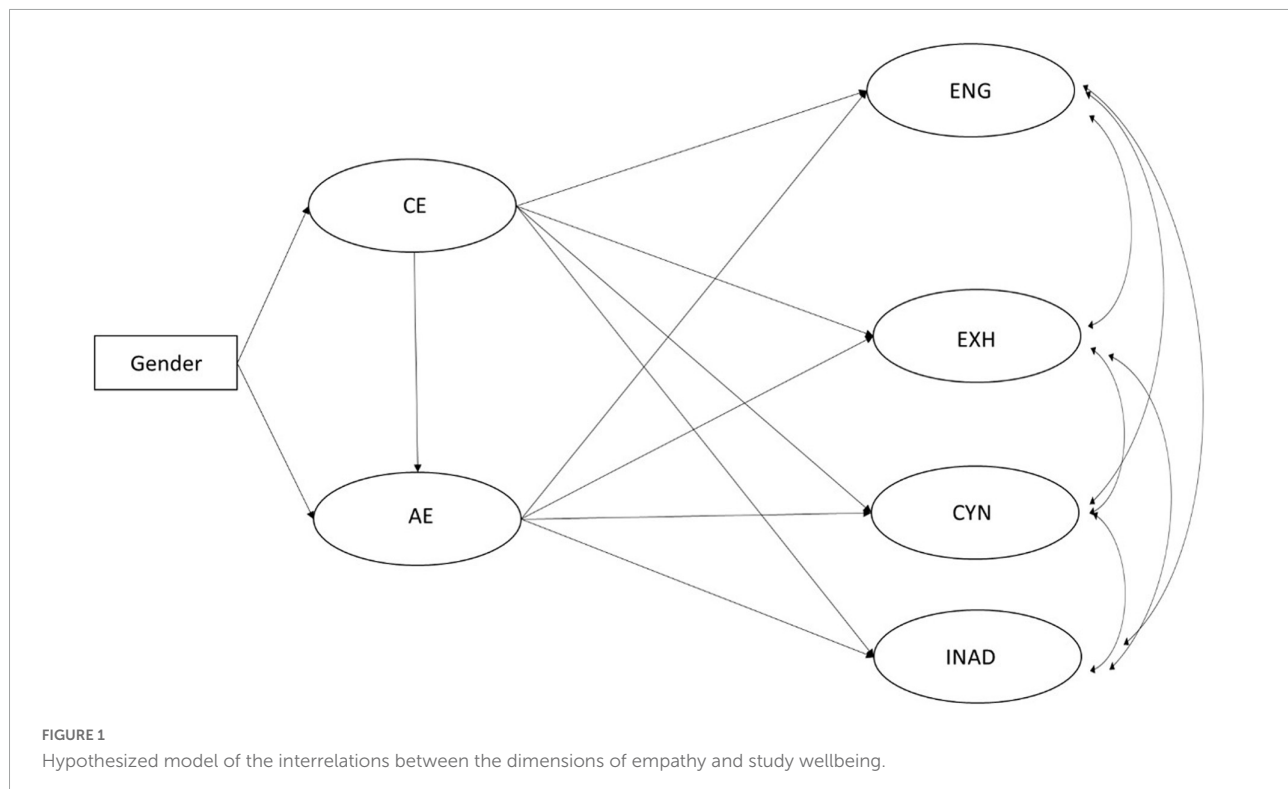 ENG
CE
EXH
Gender
CYN
AE
INAD
FIGURE 1
Hypothesized model of the interrelations between the dimensions of empathy and study wellbeing.